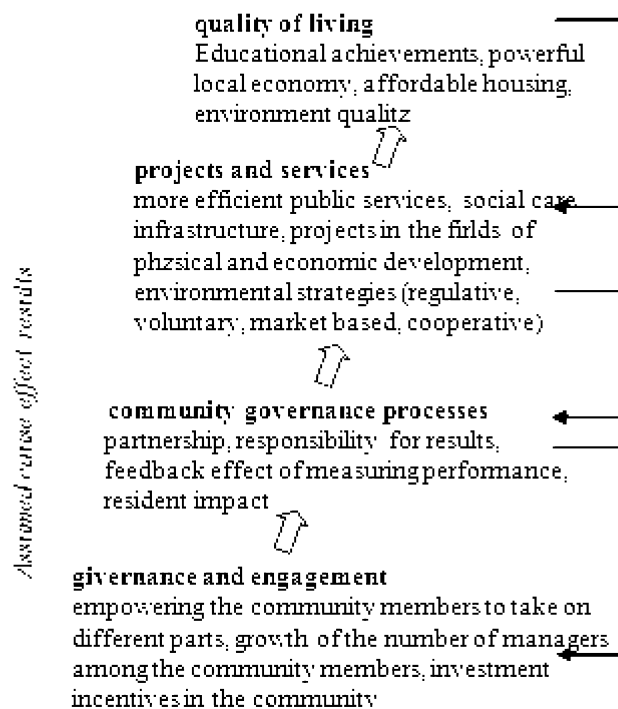 quality of living
Educational achievements, powerful
local economy, affordable housing,
environment qualitz
projects and services
more efficient public services, social care
infrastructure, projects in the firlds of
phzsical and economic development,
environmental strategies (regulative,
voluntary, market based, cooperative)
community governance processes
partnership, responsibility for results,
feedback effect of measuring performance,
resident impact
givernance and engagement
empowering the community members to take on
different parts, growth of the number of managers
among the community members, investment
incentives in the community
Assumed cause effect results